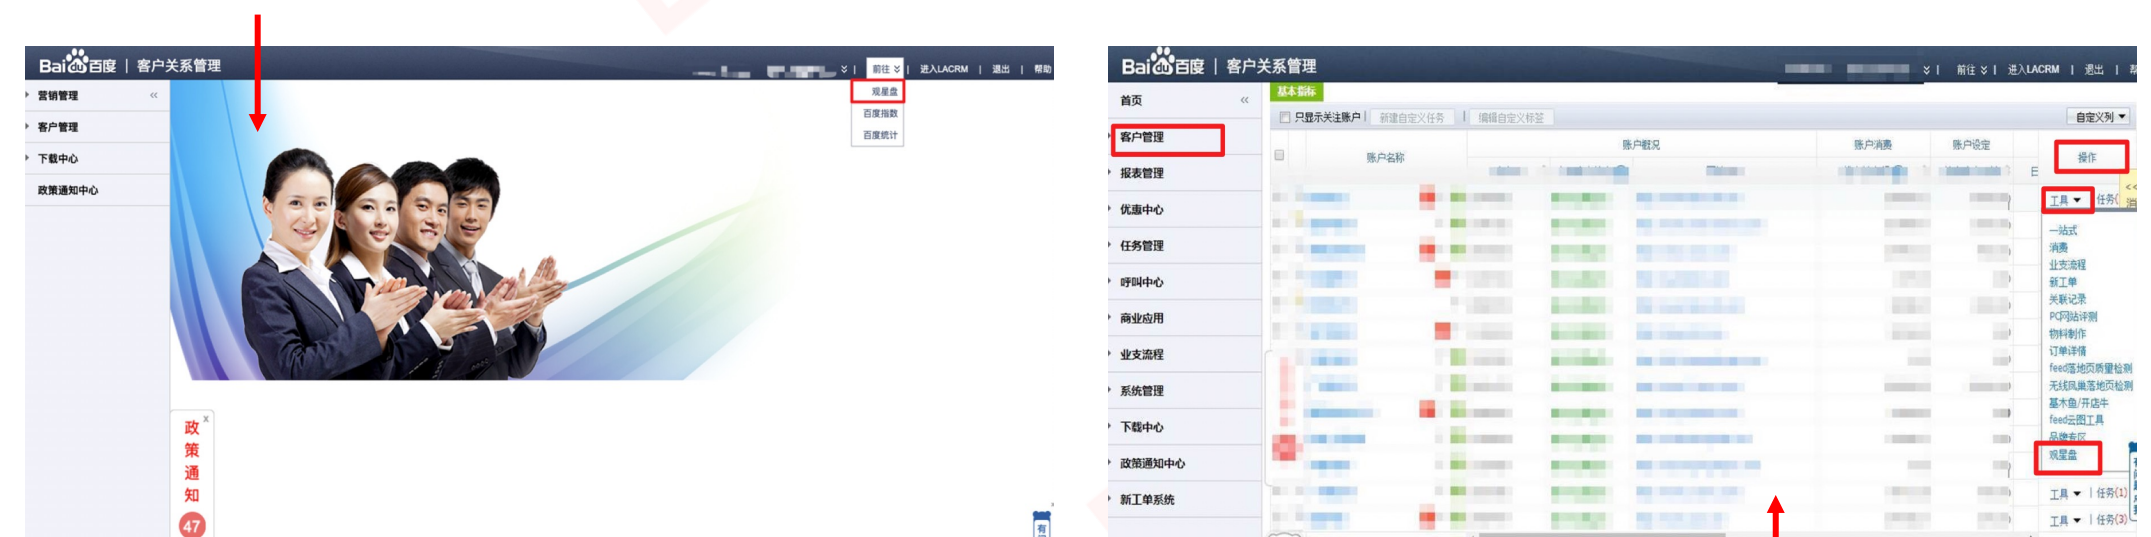 Bai du 百度 | 客户关系管理
前往 | 进入LACRM | 退出 | 帮助
观星盘
百度指数
百度统计
营销管理 «
客户管理
下载中心
政策通知中心
政策通知
x
47
有
Bai du 百度 | 客户关系管理
前往 | 进入LACRM | 退出 |
首页 «
客户管理
报表管理
优惠中心
任务管理
呼叫中心
商业应用
业支流程
系统管理
下载中心
政策通知中心
新工单系统
基本指标
只显示关注账户 | 新建自定义任务 | 编辑自定义标签
自定义列
账户名称 账户概况 账户消费 账户设定 操作
日
工具 任务(
<<
一站式
消费
业支流程
新工单
关联记录
PC网站评测
物料制作
订单详情
feed落地页质量检测
无线凤巢落地页检测
基木鱼/开店牛
feed云图工具
品牌专区
观星盘
工具 | 任务(1)
工具 | 任务(3)